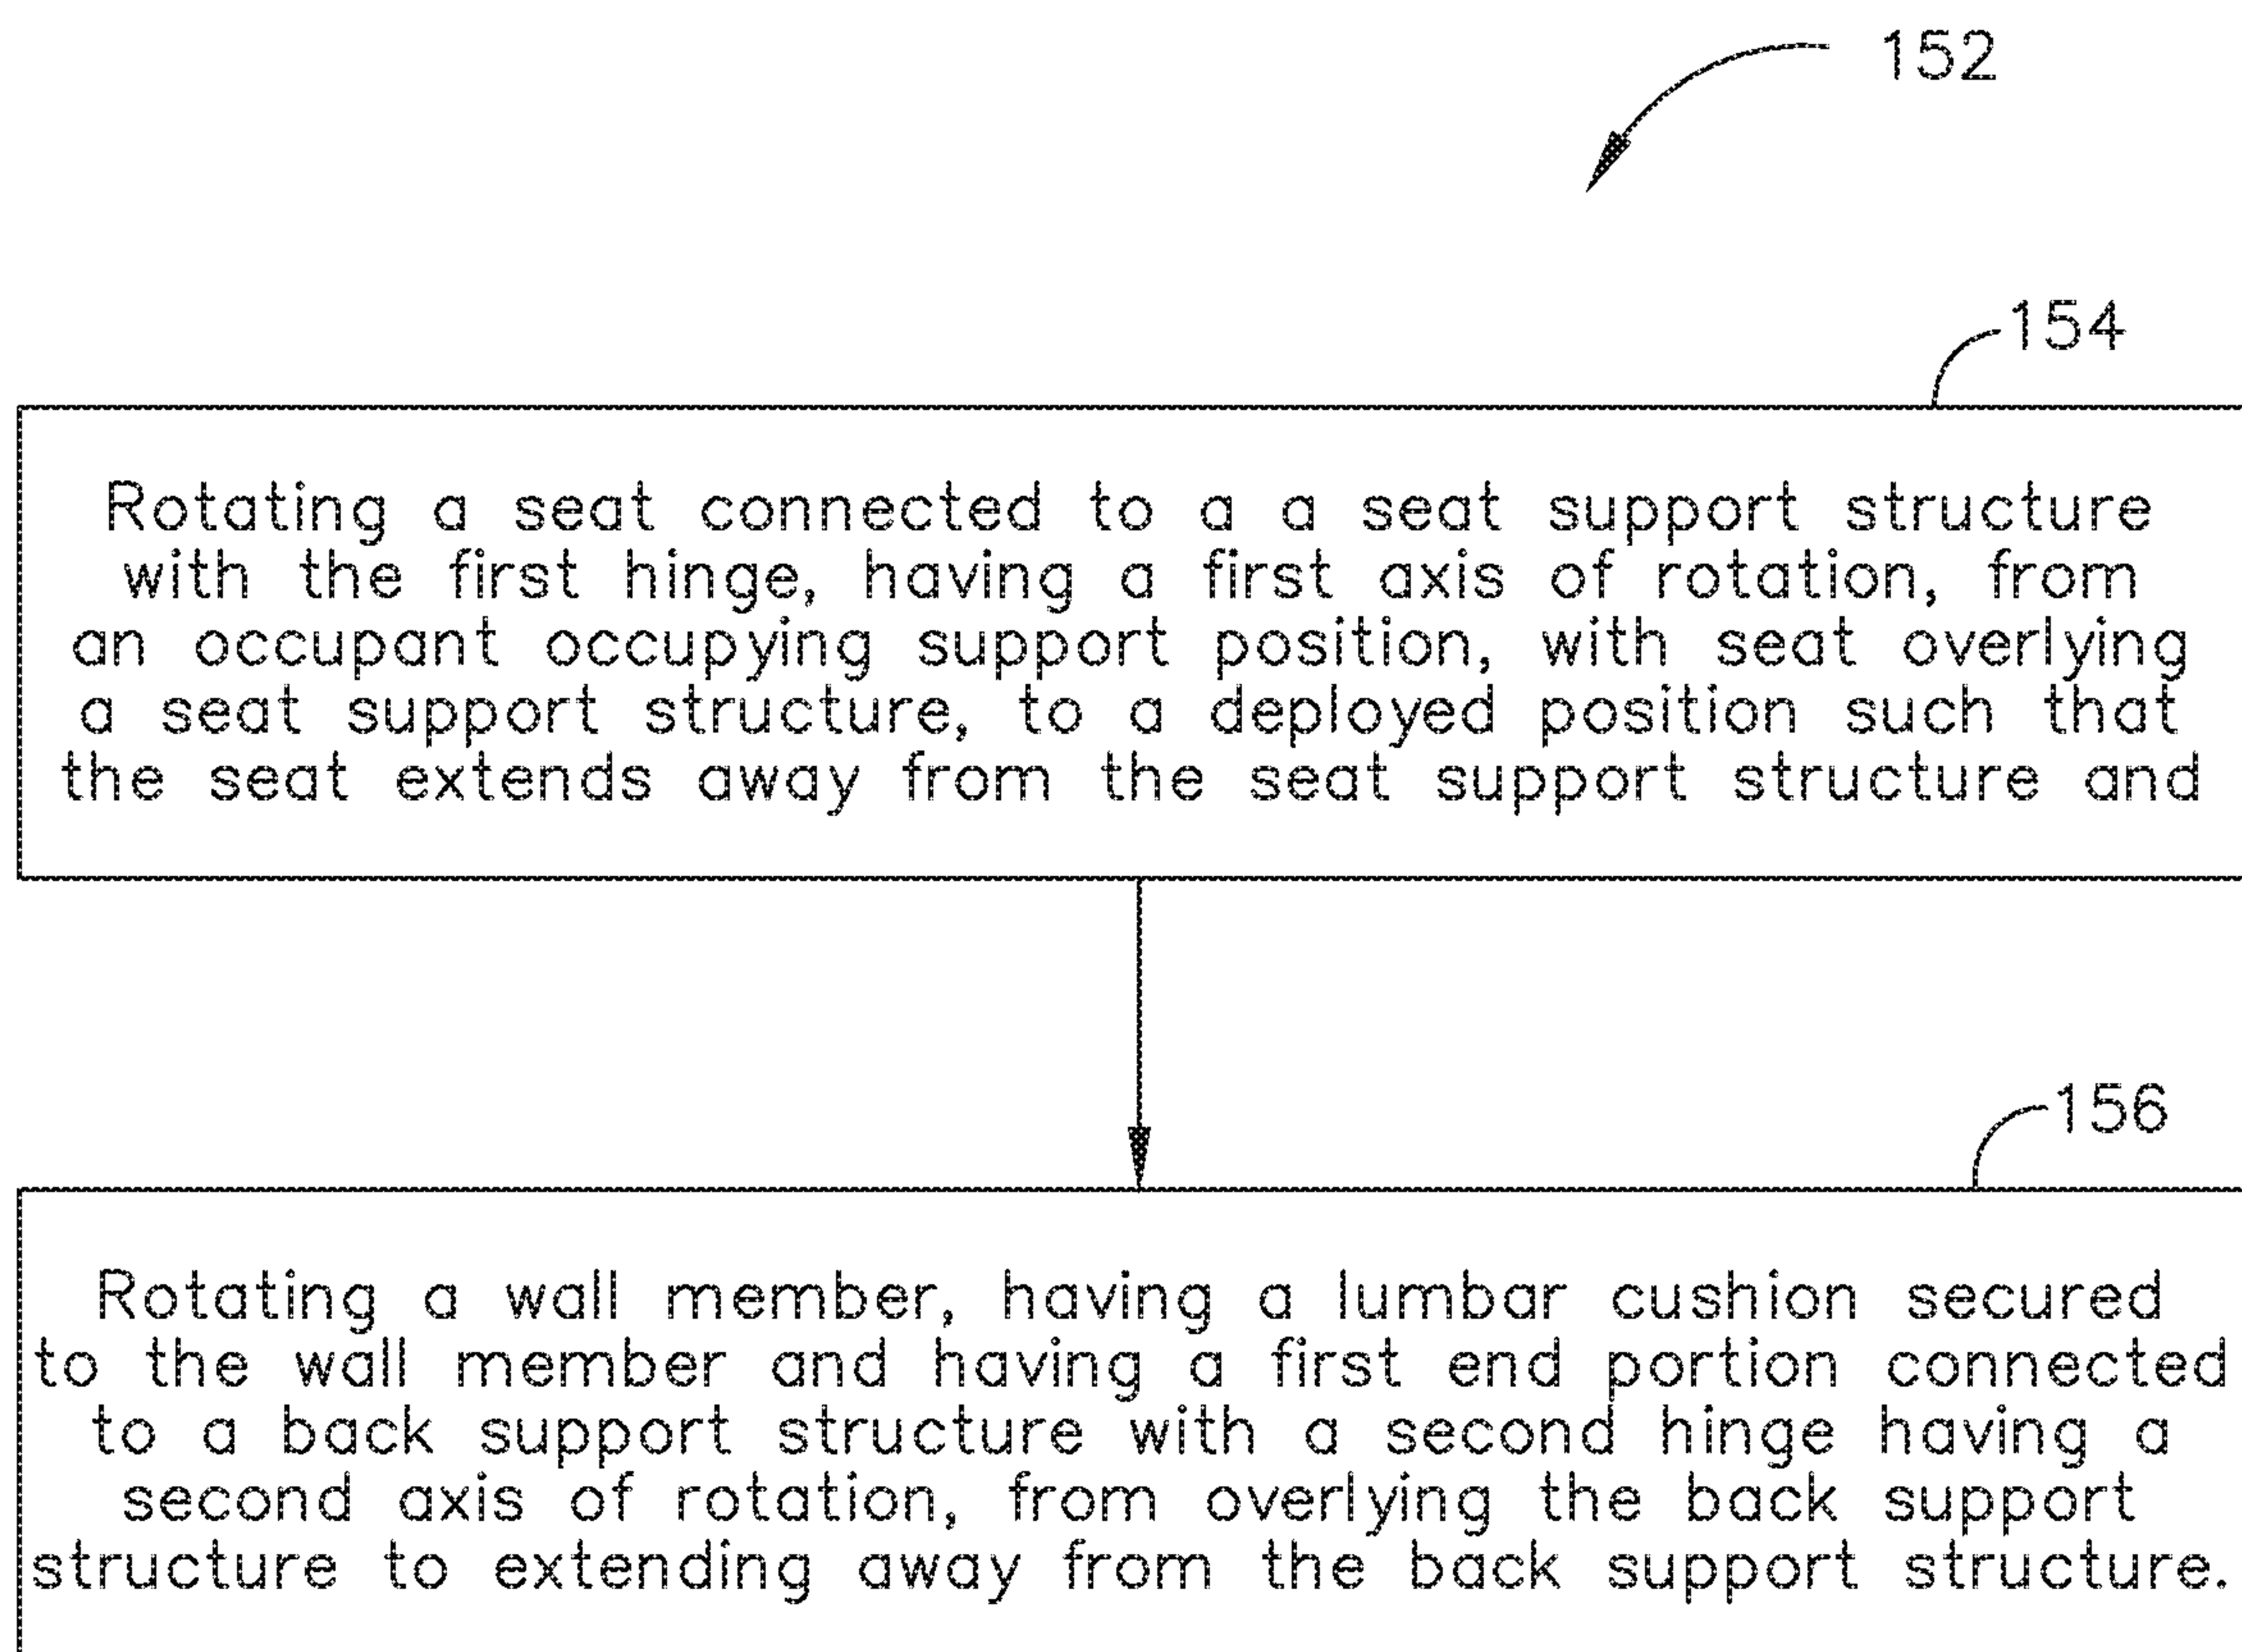 152
154
Rotating a seat connected to a a seat support structure
with the first hinge, having a first axis of rotation, from
an occupant occupying support position, with seat overlying
a seat support structure, to a deployed position such that
the seat extends away from the seat support structure and
156
Rotating a wall member, having a lumbar cushion secured
to the wall member and having a first end portion connected
to a back support structure with a second hinge having a
second axis of rotation, from overlying the back support
structure to extending away from the back support structure.